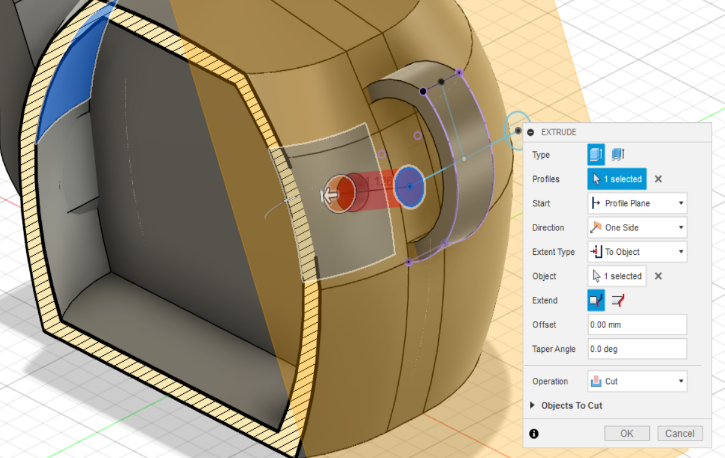 EXTRUDE
Type
Profiles 1 selected
Start Profile Plane
Direction One Side
Extent Type To Object
Object 1 selected
Extend
Offset 0.00 mm
Taper Angle 0.0 deg
Operation Cut
Objects To Cut
OK Cancel